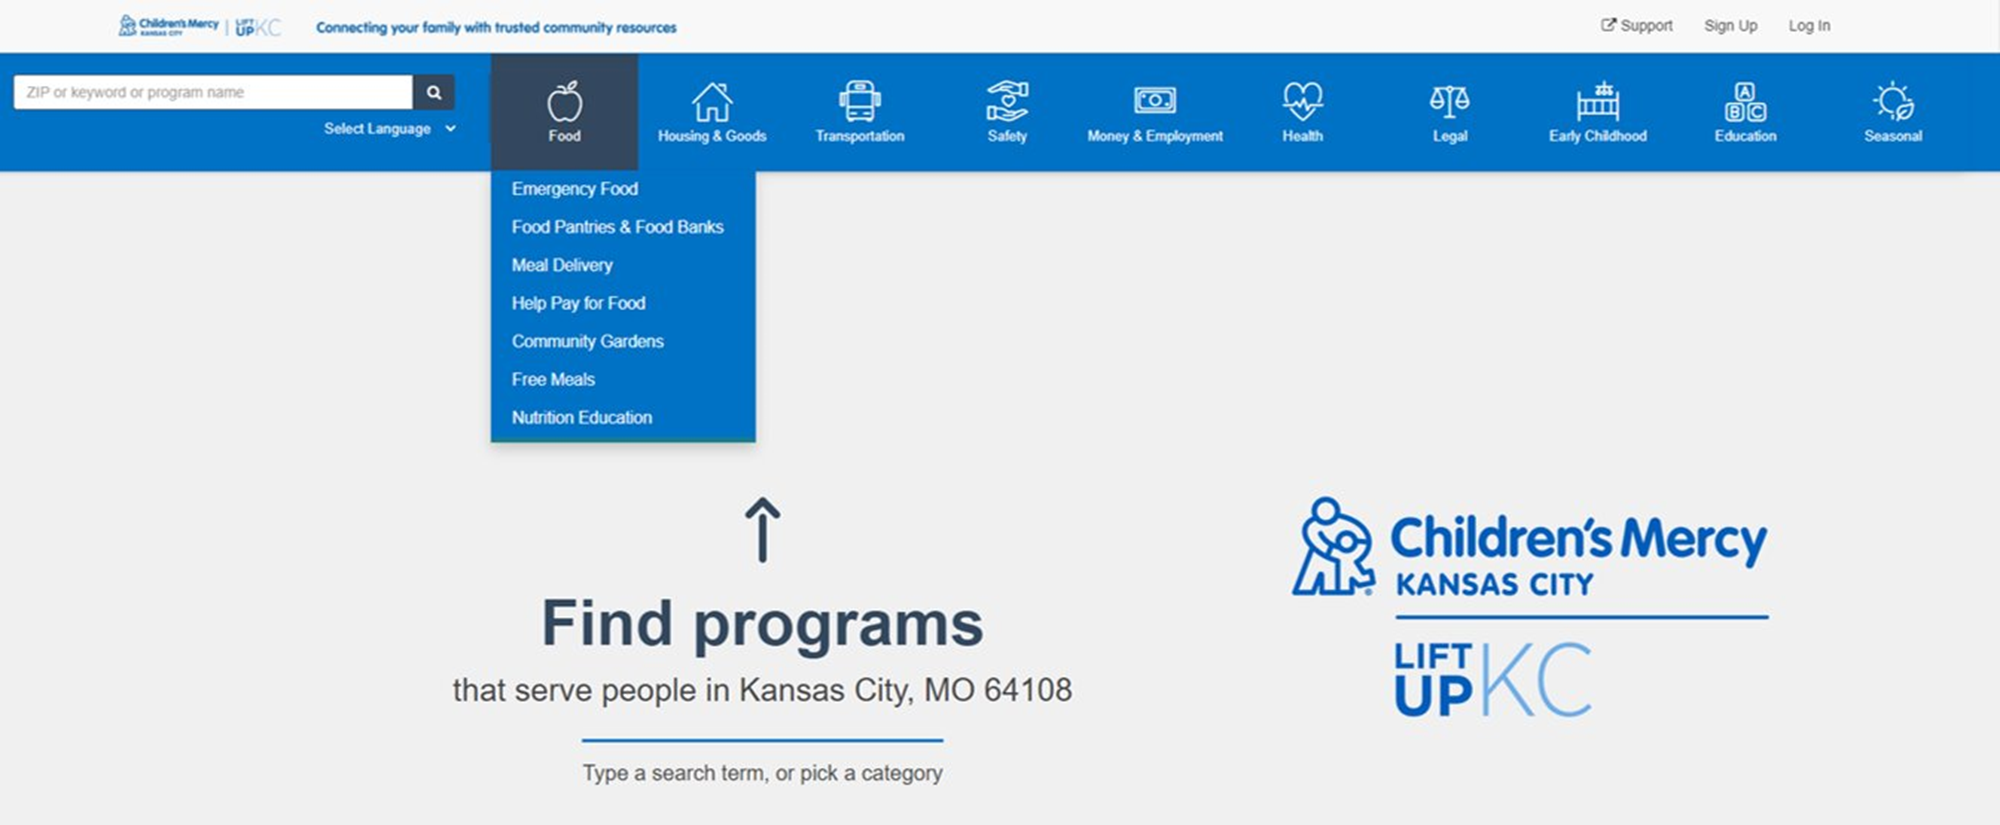 Children's Mercy KANSAS CITY | LIFT UP KC
Connecting your family with trusted community resources
Support Sign Up Log In
ZIP or keyword or program name
Select Language
Food
Housing & Goods
Transportation
Safety
Money & Employment
Health
Legal
A
B C
Early Childhood
Education
Seasonal
Emergency Food
Food Pantries & Food Banks
Meal Delivery
Help Pay for Food
Community Gardens
Free Meals
Nutrition Education
Find programs
that serve people in Kansas City, MO 64108
Type a search term, or pick a category
Children's Mercy
KANSAS CITY
LIFT
UP KC